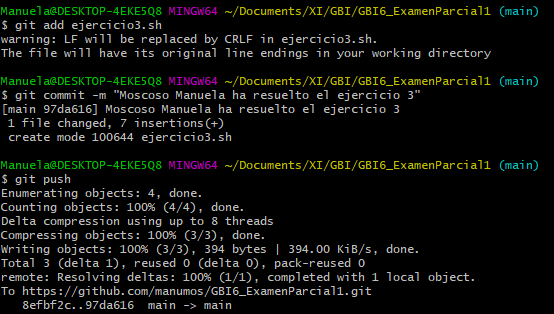 Manuela@DESKTOP-4EKE5Q8 MINGW64 ~/Documents/XI/GBI/GBI6_ExamenParcial1 (main)
$ git add ejercicio3.sh
warning: LF will be replaced by CRLF in ejercicio3.sh.
The file will have its original line endings in your working directory
Manuela@DESKTOP-4EKE5Q8 MINGW64 ~/Documents/XI/GBI/GBI6_ExamenParcial1 (main)
$ git commit -m "Moscoso Manuela ha resuelto el ejercicio 3"
[main 97da616] Moscoso Manuela ha resuelto el ejercicio 3
 1 file changed, 7 insertions(+)
 create mode 100644 ejercicio3.sh
Manuela@DESKTOP-4EKE5Q8 MINGW64 ~/Documents/XI/GBI/GBI6_ExamenParcial1 (main)
$ git push
Enumerating objects: 4, done.
Counting objects: 100% (4/4), done.
Delta compression using up to 8 threads
Compressing objects: 100% (3/3), done.
Writing objects: 100% (3/3), 394 bytes | 394.00 KiB/s, done.
Total 3 (delta 1), reused 0 (delta 0), pack-reused 0
remote: Resolving deltas: 100% (1/1), completed with 1 local object.
To https://github.com/manumos/GBI6_ExamenParcial1.git
   8efbf2c..97da616  main -> main